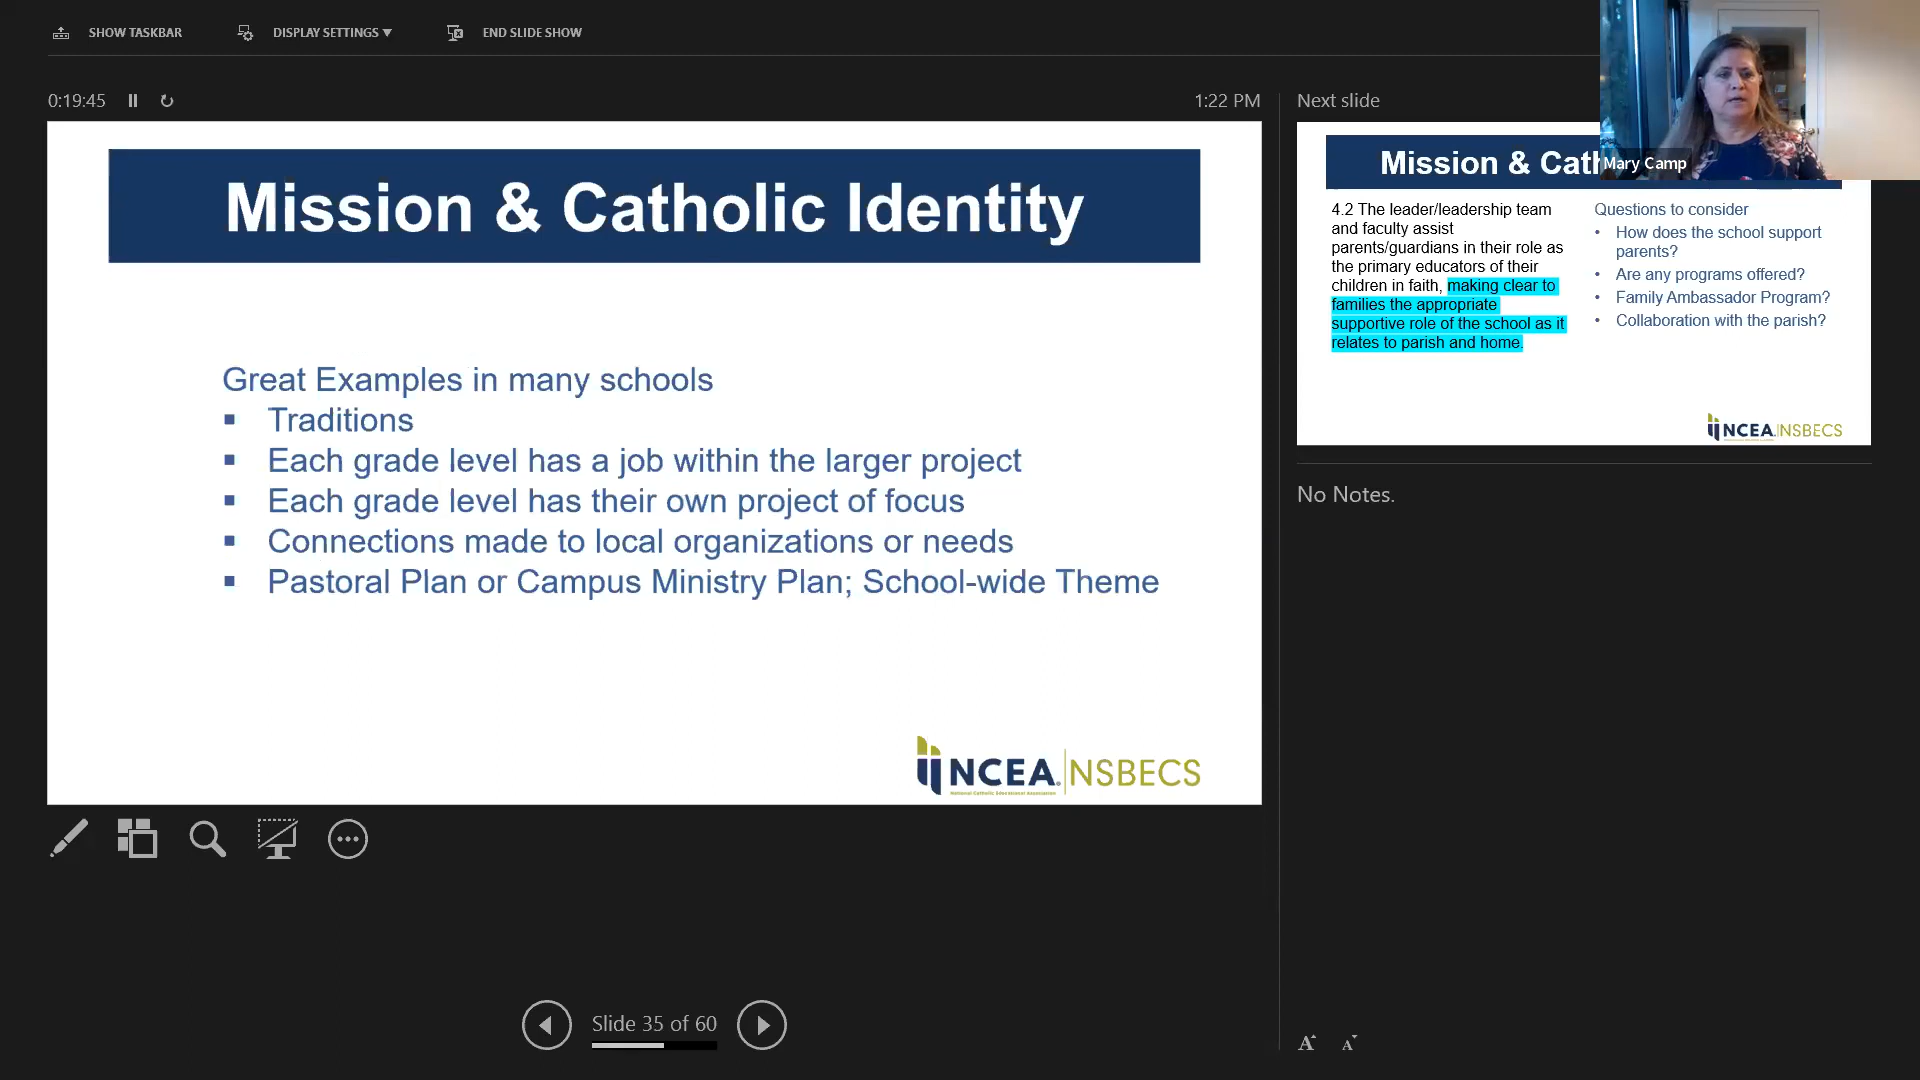 SHOW TASKBAR
DISPLAY SETTINGS ▼
END SLIDE SHOW
0:19:45
1:22 PM
Mission & Catholic Identity
Great Examples in many schools
▪ Traditions
▪ Each grade level has a job within the larger project
▪ Each grade level has their own project of focus
▪ Connections made to local organizations or needs
▪ Pastoral Plan or Campus Ministry Plan; School-wide Theme
NCEA. NSBECS
National Catholic Educational Association
Slide 35 of 60
Next slide
Mary Camp
Mission & Cath
4.2 The leader/leadership team
and faculty assist
parents/guardians in their role as
the primary educators of their
children in faith, making clear to
families the appropriate
supportive role of the school as it
relates to parish and home.
Questions to consider
• How does the school support
parents?
• Are any programs offered?
• Family Ambassador Program?
• Collaboration with the parish?
NCEA. NSBECS
No Notes.
A A